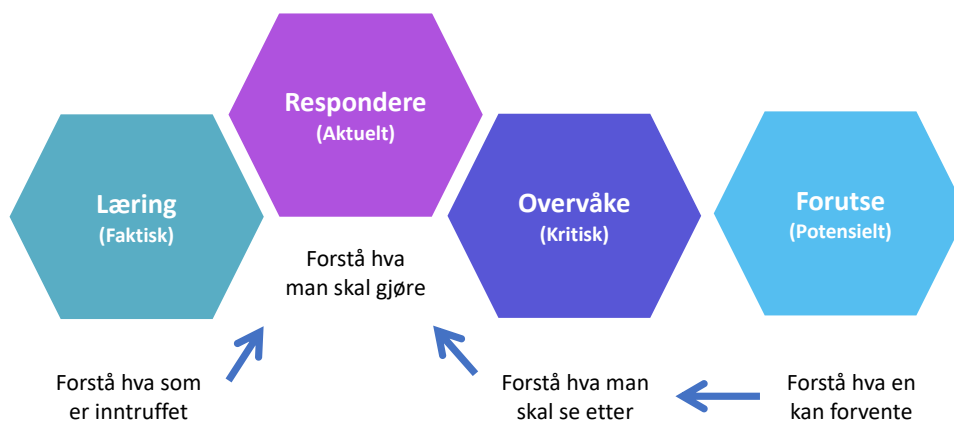 Respondere
(Aktuelt)
Læring
(Faktisk)
Overvåke
(Kritisk)
Forutse
(Potensielt)
Forstå hva
man skal gjøre
Forstå hva som
er inntruffet
Forstå hva man
skal se etter
Forstå hva en
kan forvente